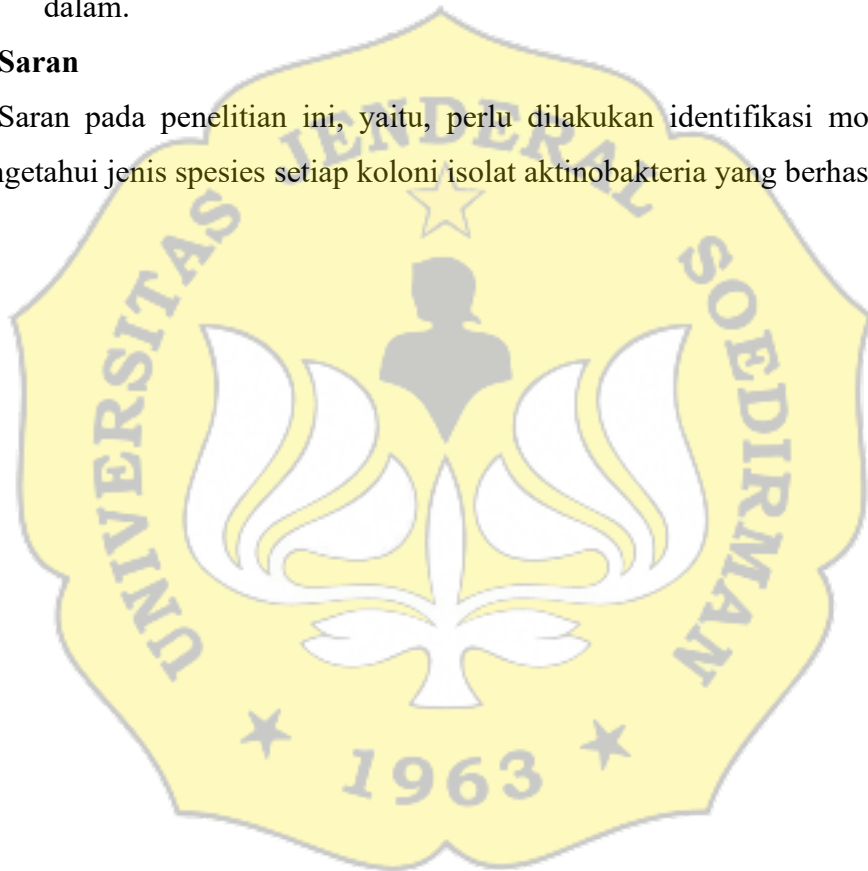 dalam.
Saran
Saran pada penelitian ini, yaitu, perlu dilakukan identifikasi mo
ngetahui jenis spesies setiap koloni isolat aktinobakteria yang berhas
UNIVERSITAS JENDERAL SOEDIRMAN
1963